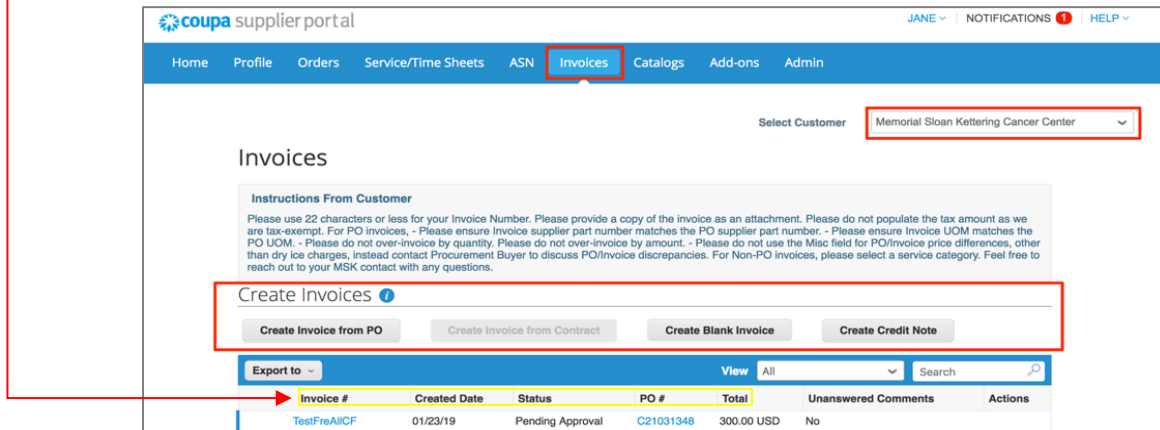 coupa supplier portal
JANE NOTIFICATIONS 1 HELP
Home Profile Orders Service/Time Sheets ASN Invoices Catalogs Add-ons Admin
Select Customer Memorial Sloan Kettering Cancer Center
Invoices
Instructions From Customer
Please use 22 characters or less for your Invoice Number. Please provide a copy of the invoice as an attachment. Please do not populate the tax amount as we
are tax-exempt. For PO invoices, - Please ensure Invoice supplier part number matches the PO supplier part number. - Please ensure Invoice UOM matches the
PO UOM. - Please do not over-invoice by quantity. Please do not over-invoice by amount. - Please do not use the Misc field for PO/Invoice price differences, other
than dry ice charges, instead contact Procurement Buyer to discuss PO/Invoice discrepancies. For Non-PO invoices, please select a service category. Feel free to
reach out to your MSK contact with any questions.
Create Invoices i
Create Invoice from PO Create Invoice from Contract Create Blank Invoice Create Credit Note
Export to View All Search
Invoice # Created Date Status PO # Total Unanswered Comments Actions
TestFreAllCF 01/23/19 Pending Approval C21031348 300.00 USD No